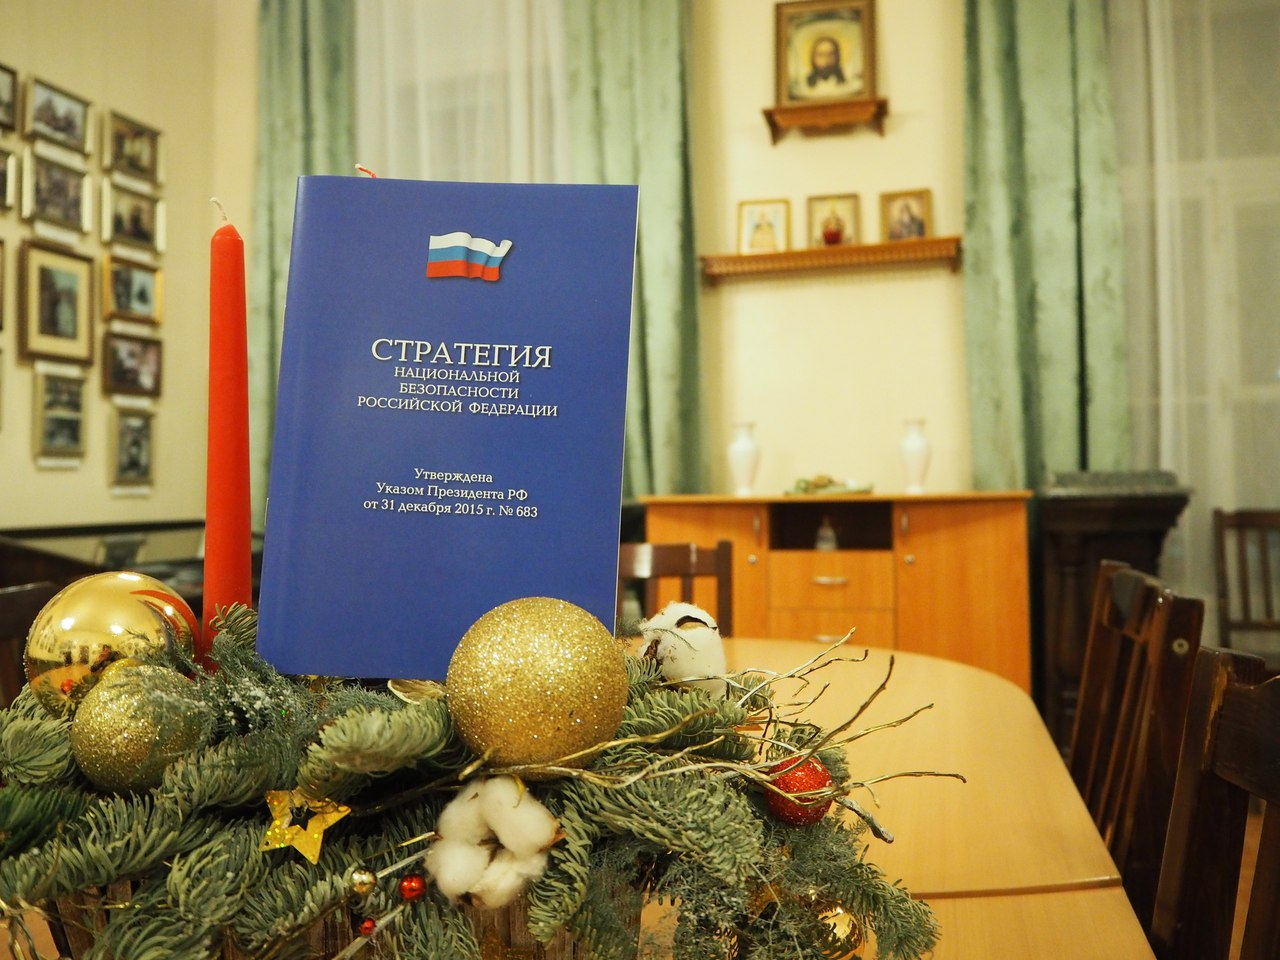 СТРАТЕГИЯ
НАЦИОНАЛЬНОЙ
БЕЗОПАСНОСТИ
РОССИЙСКОЙ ФЕДЕРАЦИИ
Утверждена
Указом Президента РФ
от 31 декабря 2015 г. № 683